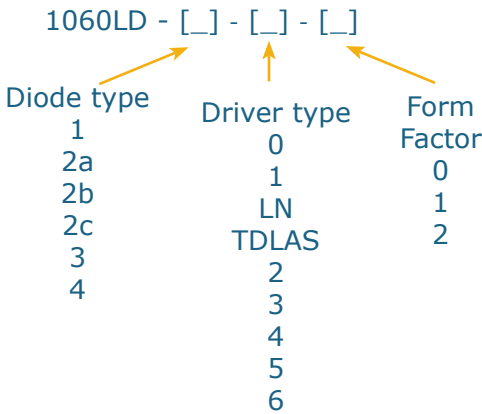 1060LD - [_] - [_] - [_]
Diode type
1
2a
2b
2c
3
4
Driver type
0
1
LN
TDLAS
2
3
4
5
6
Form
Factor
0
1
2